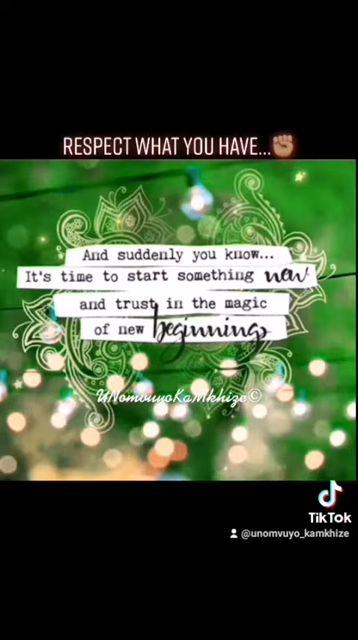 RESPECT WHAT YOU HAVE...✊🏽
And suddenly you know...
It's time to start something new
and trust in the magic
of new beginnings
UNomvuyoKaMkhize©
TikTok
@unomvuyo_kamkhize